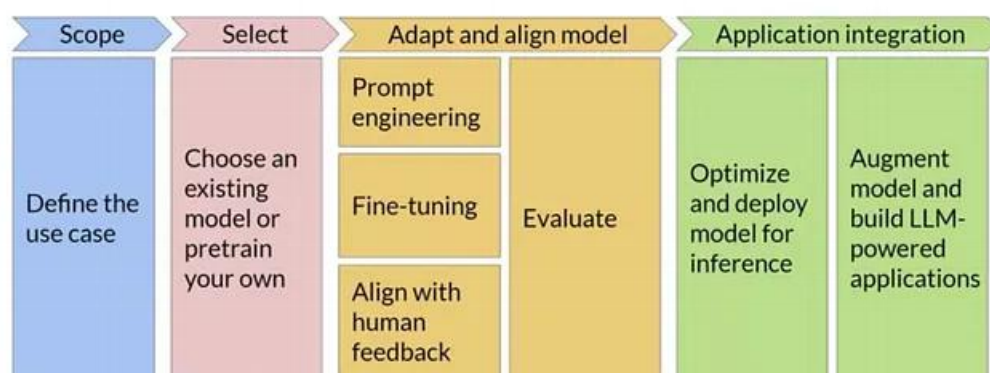 Scope
Select
Adapt and align model
Application integration
Define the
use case
Choose an
existing
model or
pretrain
your own
Prompt
engineering
Fine-tuning
Align with
human
feedback
Evaluate
Optimize
and deploy
model for
inference
Augment
model and
build LLM-
powered
applications